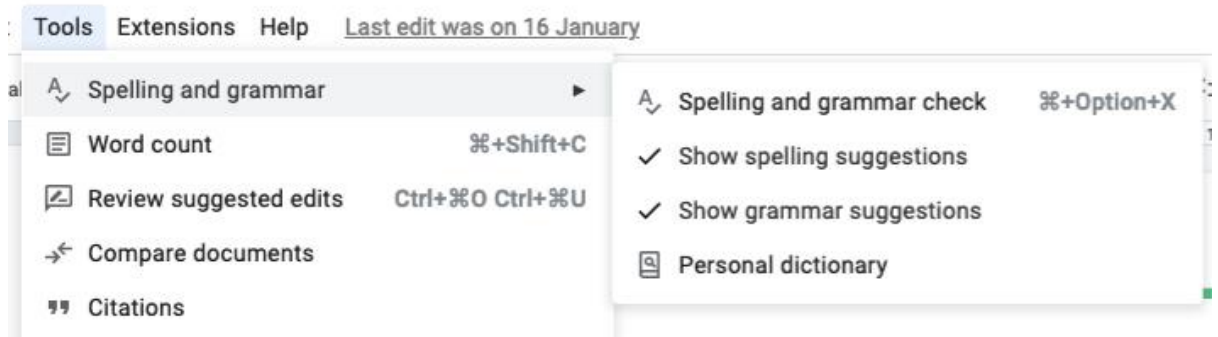 Tools Extensions Help Last edit was on 16 January
Spelling and grammar
Word count ⌘+Shift+C
Review suggested edits Ctrl+⌘O Ctrl+⌘U
Compare documents
Citations
Spelling and grammar check ⌘+Option+X
Show spelling suggestions
Show grammar suggestions
Personal dictionary